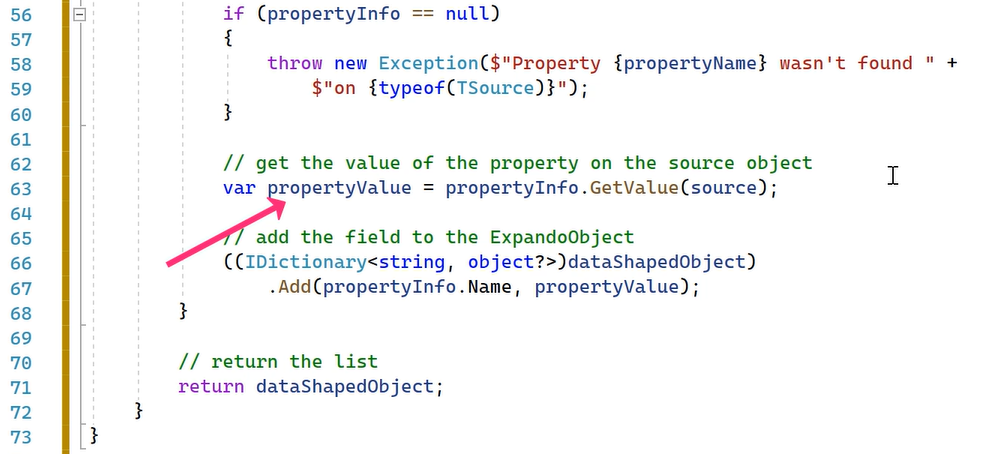 56 if (propertyInfo == null)
57 {
58 throw new Exception($"Property {propertyName} wasn't found " +
59 $"on {typeof(TSource)}");
60 }
61
62 // get the value of the property on the source object
63 var propertyValue = propertyInfo.GetValue(source);
64
65 // add the field to the ExpandoObject
66 ((IDictionary<string, object?>)dataShapedObject)
67 .Add(propertyInfo.Name, propertyValue);
68 }
69
70 // return the list
71 return dataShapedObject;
72 }
73 }